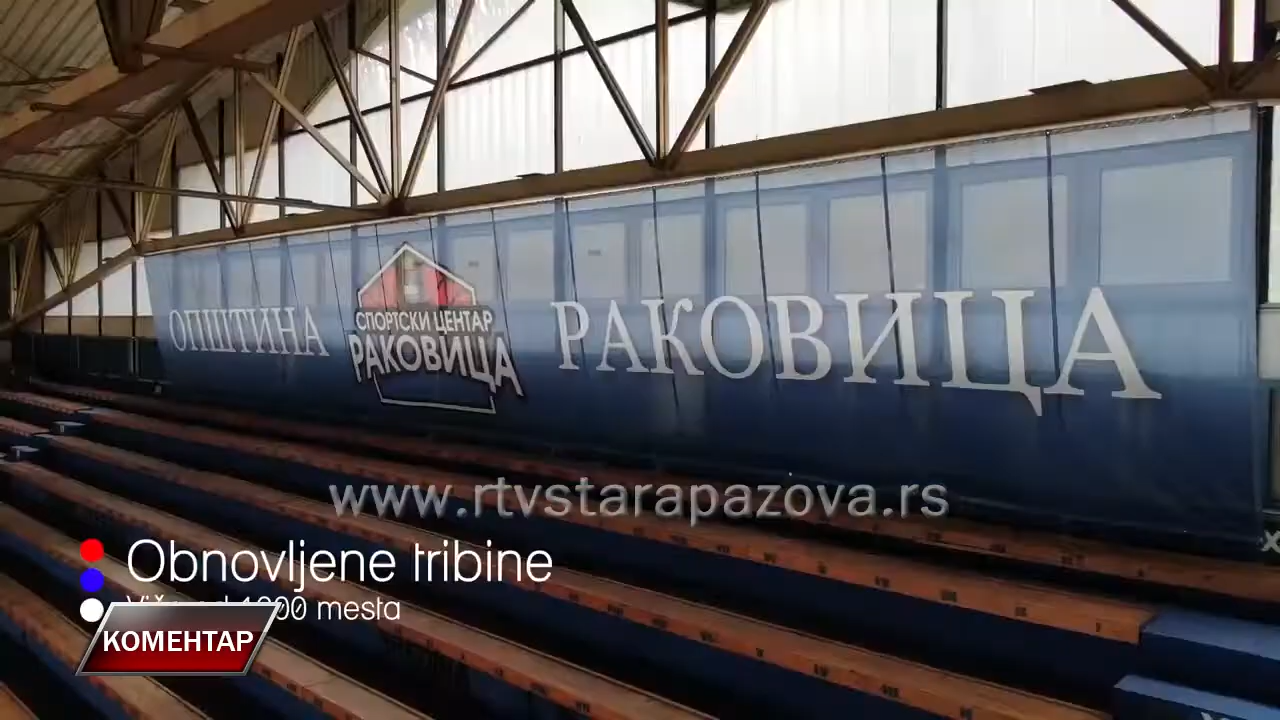 ОПШТИНА
СПОРТСКИ ЦЕНТАР
РАКОВИЦА
РАКОВИЦА
www.rtvstarapazova.rs
Obnovljene tribine
mesta
КОМЕНТАР